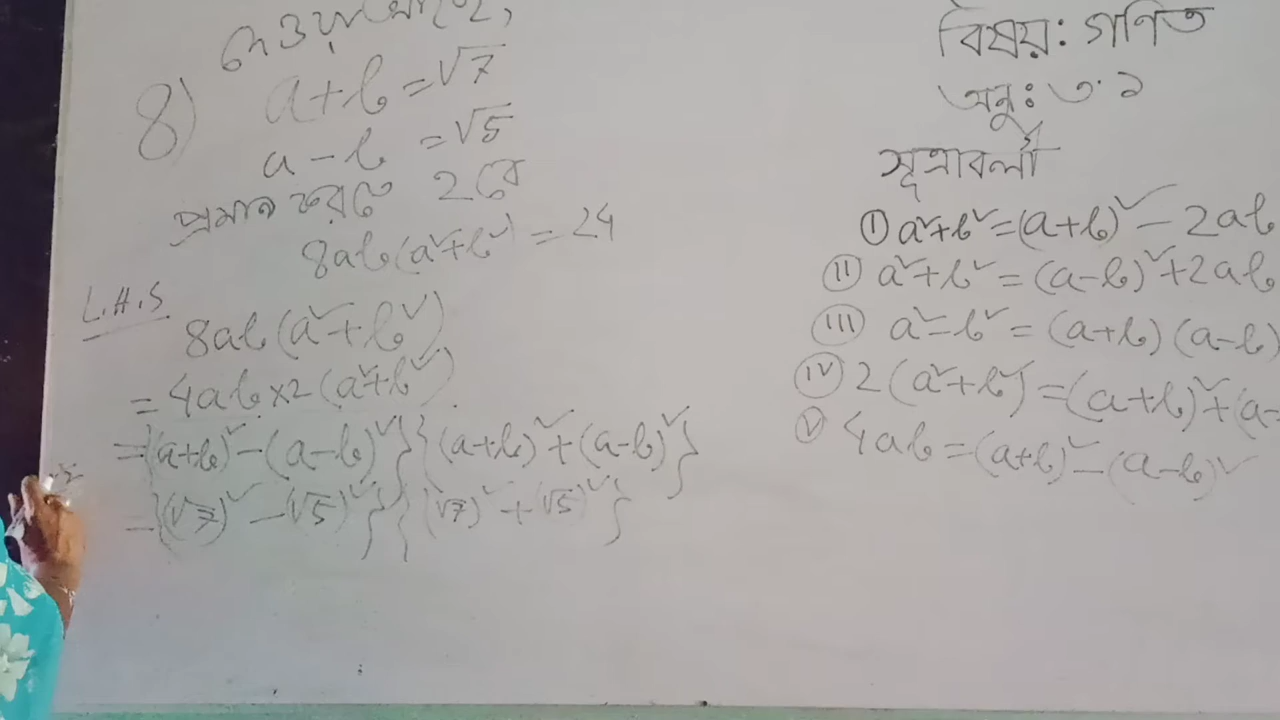 দেওয়া আছে,
8) a+b=√7
a-b=√5
প্রমান করতে 2বে
8ab(a²+b²)=24
L.H.S
8ab(a²+b²)
=4ab×2(a²+b²)
={(a+b)²-(a-b)²}{(a+b)²+(a-b)²}
={(√7)²-(√5)²}{(√7)²+(√5)²}
বিষয়: গণিত
অনু: ৩.১
সূত্রাবলী
(I) a²+b²=(a+b)²-2ab
(II) a²+b²=(a-b)²+2ab
(III) a²-b²=(a+b)(a-b)
(IV) 2(a²+b²)=(a+b)²+(a-
(V) 4ab=(a+b)²-(a-b)²